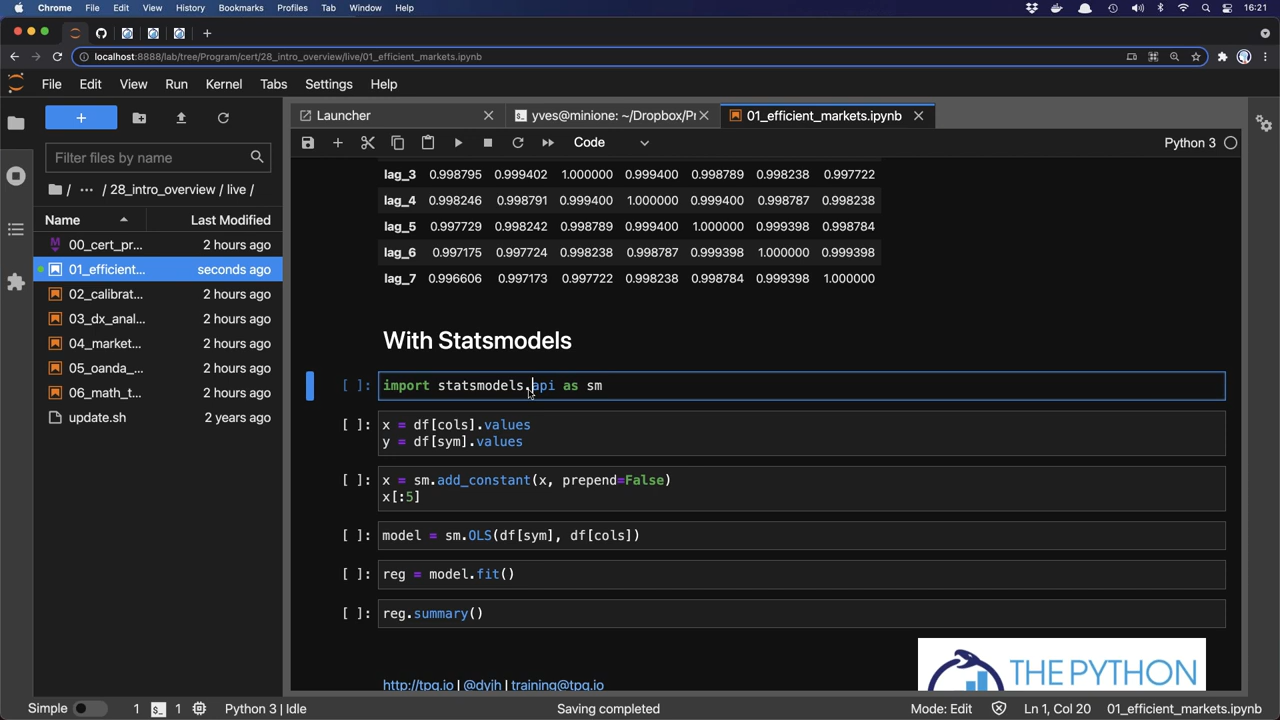 Chrome File Edit View History Bookmarks Profiles Tab Window Help 16:21
localhost:8888/lab/tree/Program/cert/28_intro_overview/live/01_efficient_markets.ipynb
File Edit View Run Kernel Tabs Settings Help
Launcher
yves@minione: ~/Dropbox/Pr
01_efficient_markets.ipynb
Code
Python 3
Filter files by name
/ ··· / 28_intro_overview / live /
Name Last Modified
00_cert_pr... 2 hours ago
01_efficient... seconds ago
02_calibrat... 2 hours ago
03_dx_anal... 2 hours ago
04_market... 2 hours ago
05_oanda_... 2 hours ago
06_math_t... 2 hours ago
update.sh 2 years ago
lag_3 0.998795 0.999402 1.000000 0.999400 0.998789 0.998238 0.997722
lag_4 0.998246 0.998791 0.999400 1.000000 0.999400 0.998787 0.998238
lag_5 0.997729 0.998242 0.998789 0.999400 1.000000 0.999398 0.998784
lag_6 0.997175 0.997724 0.998238 0.998787 0.999398 1.000000 0.999398
lag_7 0.996606 0.997173 0.997722 0.998238 0.998784 0.999398 1.000000
With Statsmodels
[ ]: import statsmodels.api as sm
[ ]: x = df[cols].values
y = df[sym].values
[ ]: x = sm.add_constant(x, prepend=False)
x[:5]
[ ]: model = sm.OLS(df[sym], df[cols])
[ ]: reg = model.fit()
[ ]: reg.summary()
THE PYTHON
http://tpq.io | @dyjh | training@tpq.io
Simple 1 1 Python 3 | Idle Saving completed Mode: Edit Ln 1, Col 20 01_efficient_markets.ipynb